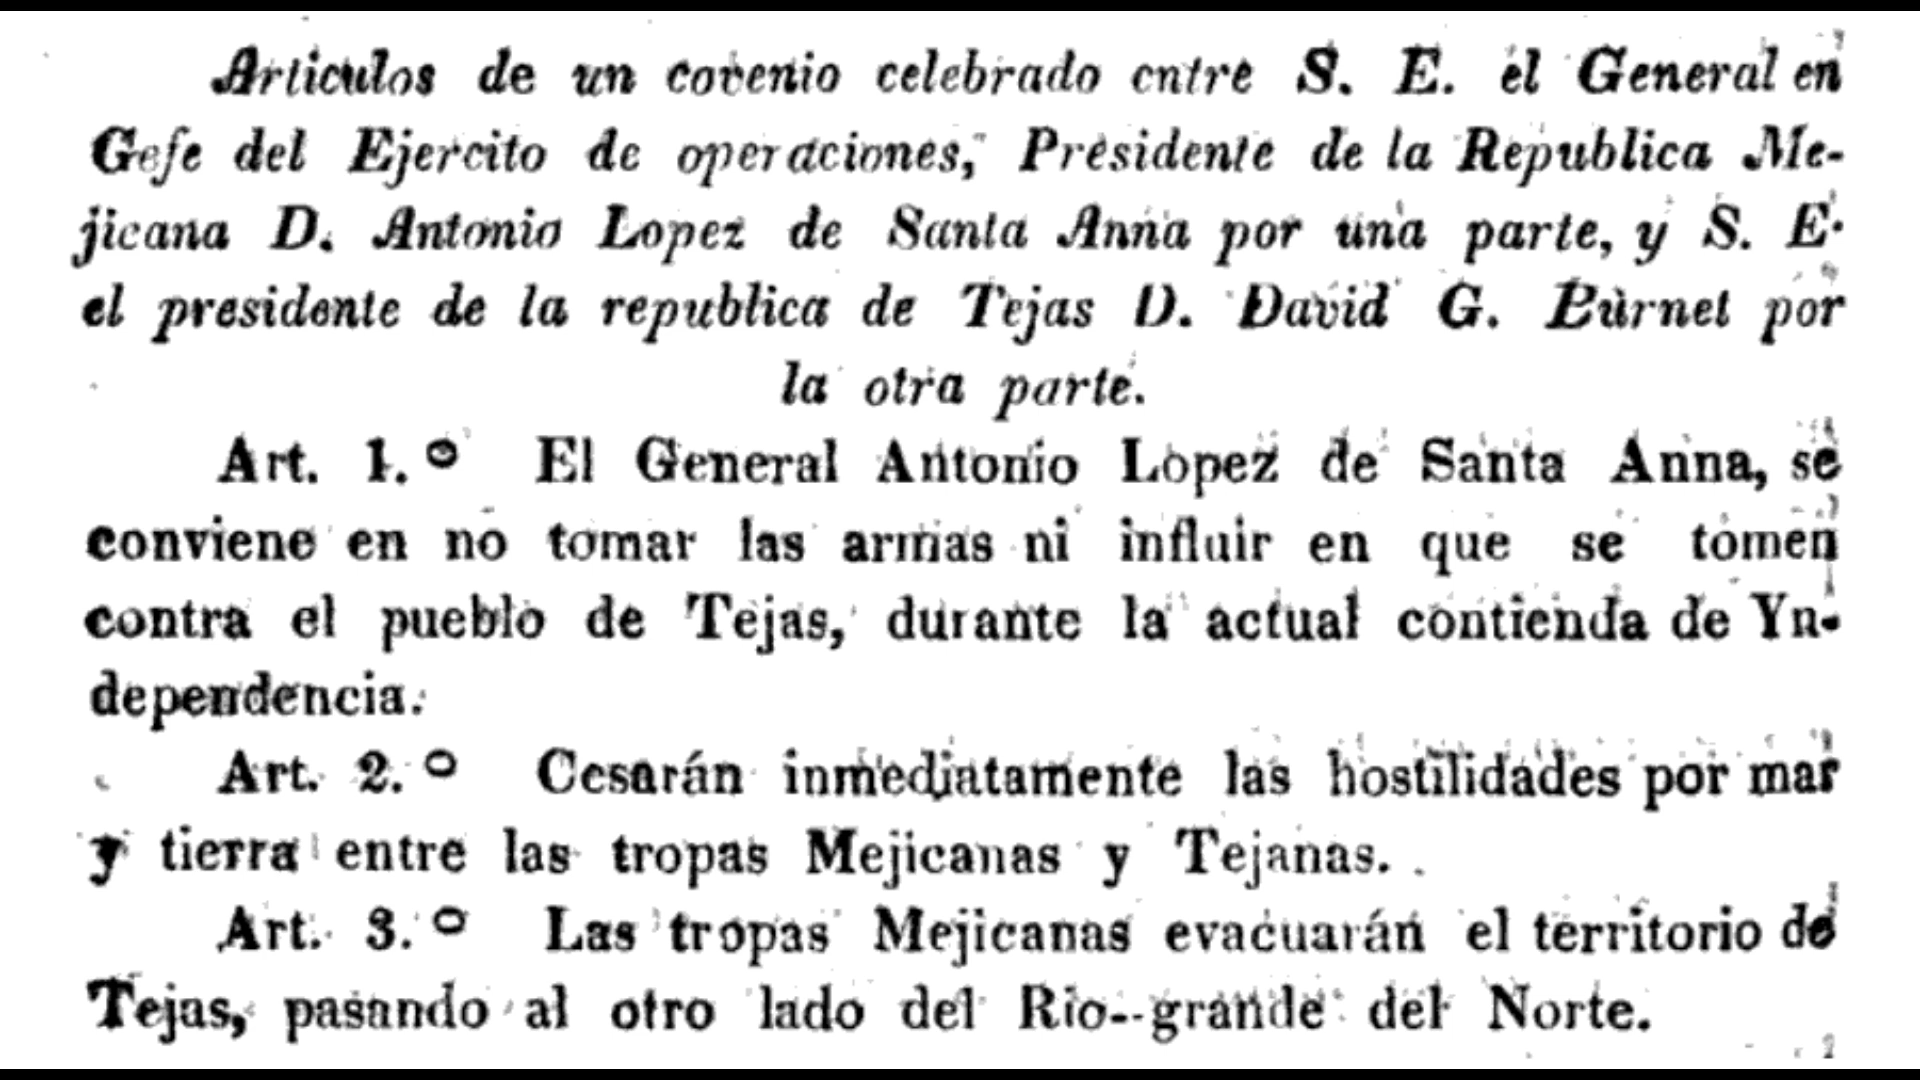 Articulos de un covenio celebrado entre S. E. el General en
Gefe del Ejercito de operaciones, Presidente de la Republica Me-
jicana D. Antonio Lopez de Santa Anna por una parte, y S. E.
el presidente de la republica de Tejas D. David G. Burnet por
la otra parte.
Art. 1.º El General Antonio Lopez de Santa Anna, se
conviene en no tomar las armas ni influir en que se tomen
contra el pueblo de Tejas, durante la actual contienda de Yn-
dependencia.
Art. 2.º Cesarán inmediatamente las hostilidades por mar
y tierra entre las tropas Mejicanas y Tejanas.
Art. 3.º Las tropas Mejicanas evacuarán el territorio de
Tejas, pasando al otro lado del Rio--grande del Norte.